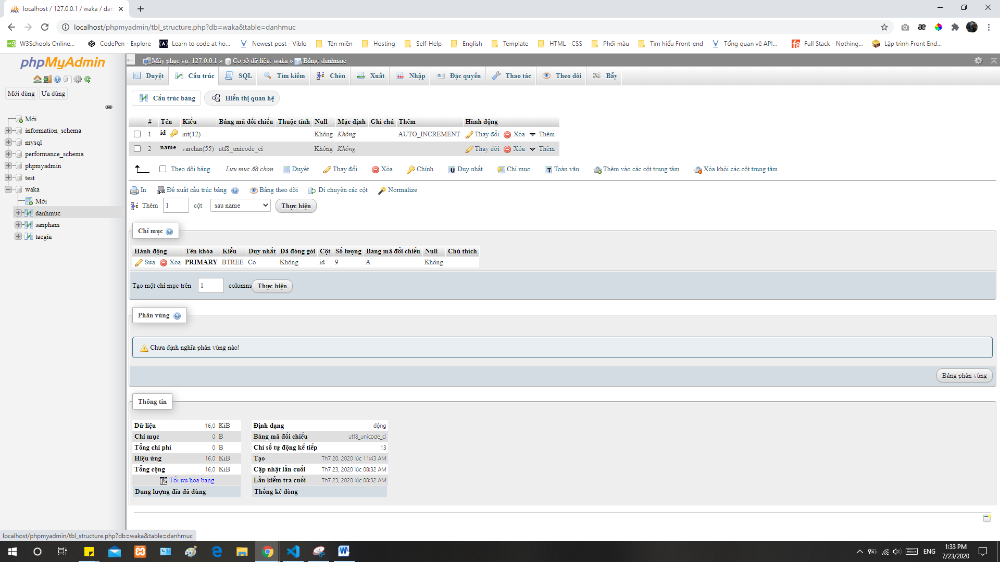 localhost / 127.0.0.1 / waka / dan
localhost/phpmyadmin/tbl_structure.php?db=waka&table=danhmuc
W3Schools Online... CodePen - Explore Learn to code at ho... Newest post - Viblo Tên miền Hosting Self-Help English Template HTML - CSS Phối màu Tìm hiểu Front-end Tổng quan về API... Full Stack - Nothing... Lập trình Front End...
phpMyAdmin
Mới dùng Ưa dùng
Mới
information_schema
mysql
performance_schema
phpmyadmin
test
waka
Mới
danhmuc
sanpham
tacgia
Máy phục vụ: 127.0.0.1 » Cơ sở dữ liệu: waka » Bảng: danhmuc
Duyệt Cấu trúc SQL Tìm kiếm Chèn Xuất Nhập Đặc quyền Thao tác Theo dõi Bẫy
Cấu trúc bảng Hiển thị quan hệ
# Tên Kiểu Bảng mã đối chiếu Thuộc tính Null Mặc định Ghi chú Thêm Hành động
1 id int(12) Không Không AUTO_INCREMENT Thay đổi Xóa Thêm
2 name varchar(55) utf8_unicode_ci Không Không Thay đổi Xóa Thêm
Theo dõi bảng Lưu mục đã chọn Duyệt Thay đổi Xóa Chính Duy nhất Chỉ mục Toàn văn Thêm vào các cột trung tâm Xóa khỏi các cột trung tâm
In Đề xuất cấu trúc bảng Bảng theo dõi Di chuyển các cột Normalize
Thêm 1 cột sau name Thực hiện
Chỉ mục
Hành động Tên khóa Kiểu Duy nhất Đã đóng gói Cột Số lượng Bảng mã đối chiếu Null Chú thích
Sửa Xóa PRIMARY BTREE Có Không id 9 A Không
Tạo một chỉ mục trên 1 columns Thực hiện
Phân vùng
Chưa định nghĩa phân vùng nào!
Bảng phân vùng
Thông tin
Dữ liệu 16,0 KiB
Chỉ mục 0 B
Tổng chi phí 0 B
Hiệu ứng 16,0 KiB
Tổng cộng 16,0 KiB
Tối ưu hóa bảng
Dung lượng đĩa đã dùng
Định dạng động
Bảng mã đối chiếu utf8_unicode_ci
Chỉ số tự động kế tiếp 13
Tạo Th7 20, 2020 lúc 11:43 AM
Cập nhật lần cuối Th7 23, 2020 lúc 08:32 AM
Lần kiểm tra cuối Th7 23, 2020 lúc 08:32 AM
Thống kê dòng
localhost/phpmyadmin/tbl_structure.php?db=waka&table=danhmuc
ENG
1:33 PM
7/23/2020